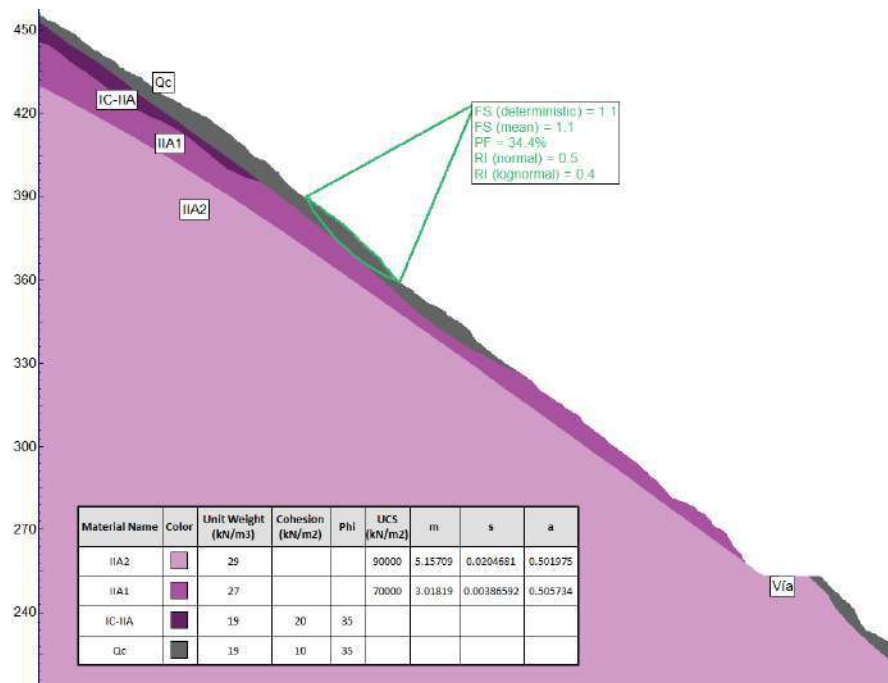 450
420
390
360
330
300
270
240
Qc
IC-IIA
IIA1
IIA2
FS (deterministic) = 1.1
FS (mean) = 1.1
PF = 34.4%
RI (normal) = 0.5
RI (lognormal) = 0.4
Vía
Material Name Color Unit Weight (kN/m3) Cohesion (kN/m2) Phi UCS (kN/m2) m s a
IIA2 29 90000 5.15709 0.0204681 0.501975
IIA1 27 70000 3.01819 0.00386592 0.505734
IC-IIA 19 20 35
Qc 19 10 35